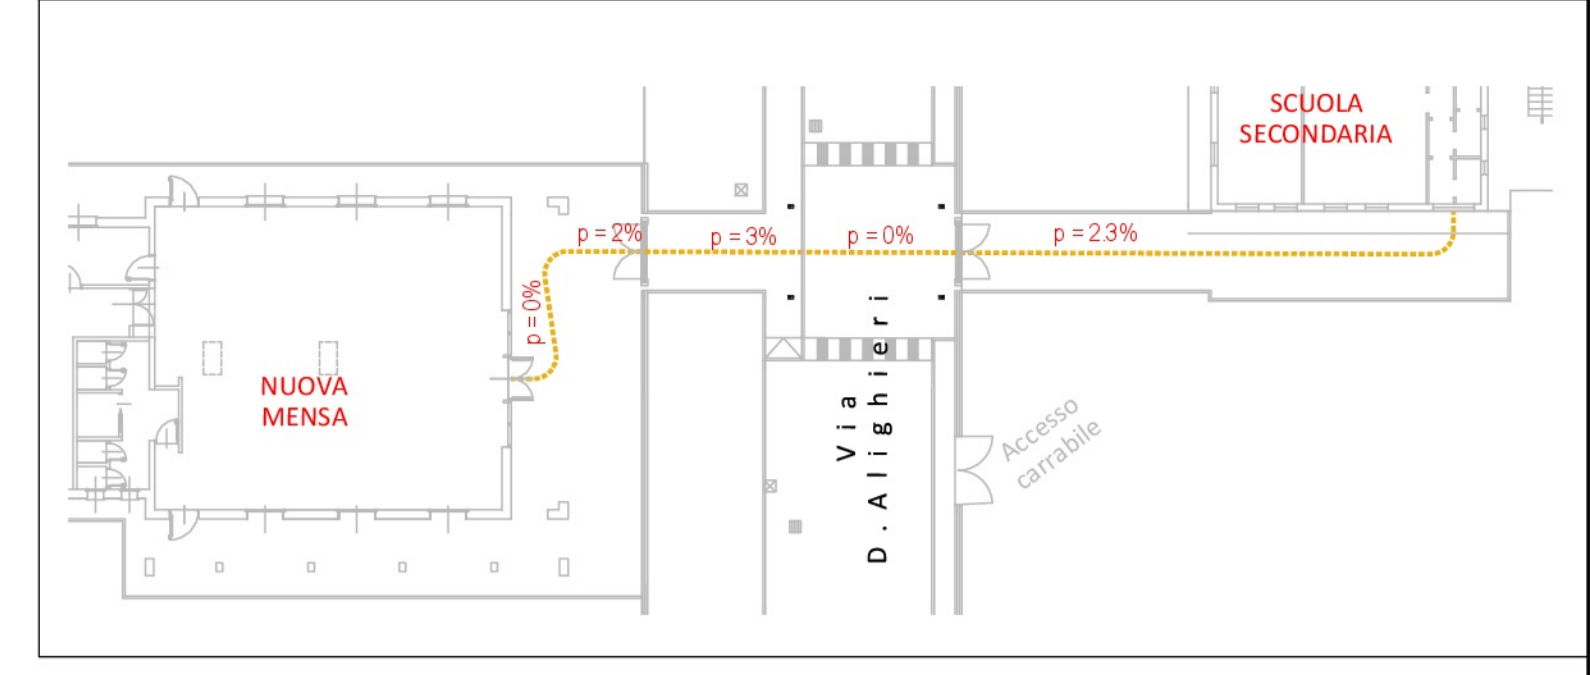 SCUOLA
SECONDARIA
p = 2%
p = 3%
p = 0%
p = 2.3%
p = 0%
NUOVA
MENSA
Via
D. Alighieri
Accesso
carrabile